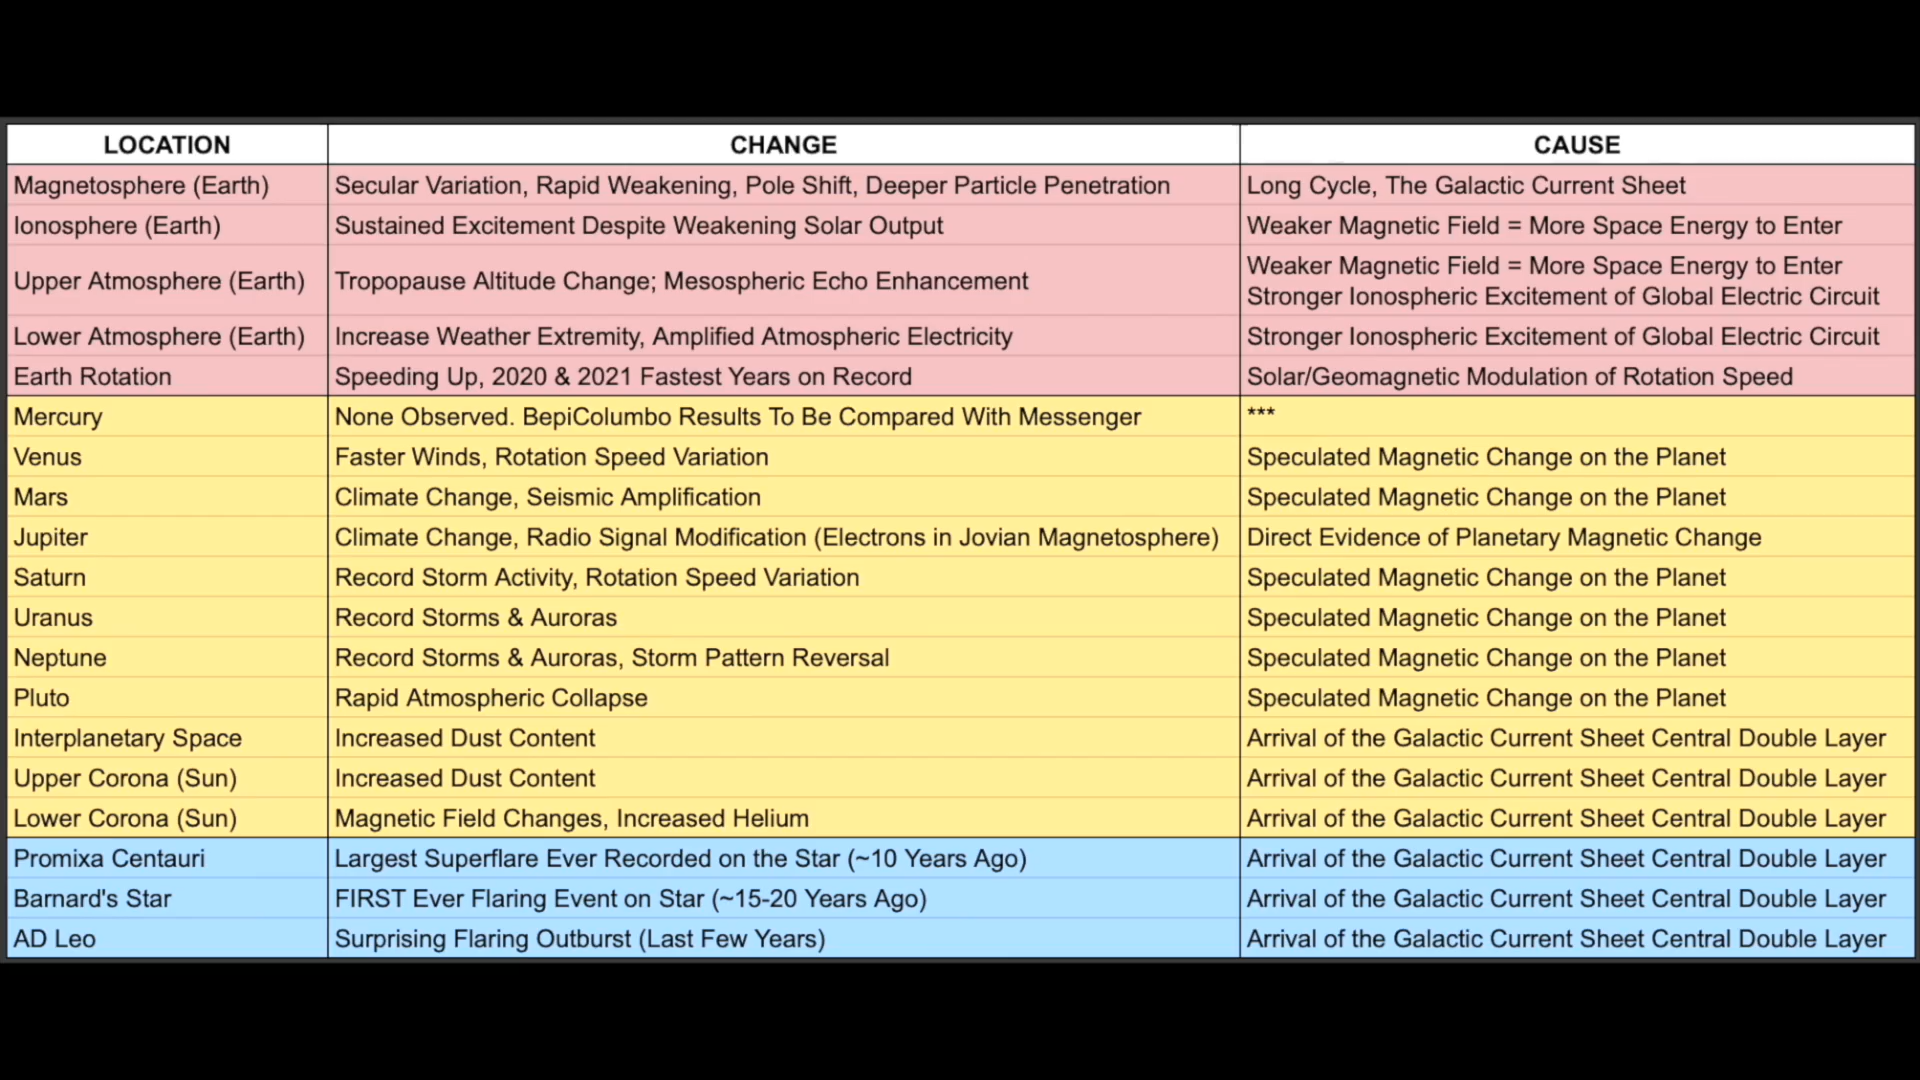 LOCATION CHANGE CAUSE
Magnetosphere (Earth) Secular Variation, Rapid Weakening, Pole Shift, Deeper Particle Penetration Long Cycle, The Galactic Current Sheet
Ionosphere (Earth) Sustained Excitement Despite Weakening Solar Output Weaker Magnetic Field = More Space Energy to Enter
Upper Atmosphere (Earth) Tropopause Altitude Change; Mesospheric Echo Enhancement Weaker Magnetic Field = More Space Energy to Enter
Stronger Ionospheric Excitement of Global Electric Circuit
Lower Atmosphere (Earth) Increase Weather Extremity, Amplified Atmospheric Electricity Stronger Ionospheric Excitement of Global Electric Circuit
Earth Rotation Speeding Up, 2020 & 2021 Fastest Years on Record Solar/Geomagnetic Modulation of Rotation Speed
Mercury None Observed. BepiColumbo Results To Be Compared With Messenger ***
Venus Faster Winds, Rotation Speed Variation Speculated Magnetic Change on the Planet
Mars Climate Change, Seismic Amplification Speculated Magnetic Change on the Planet
Jupiter Climate Change, Radio Signal Modification (Electrons in Jovian Magnetosphere) Direct Evidence of Planetary Magnetic Change
Saturn Record Storm Activity, Rotation Speed Variation Speculated Magnetic Change on the Planet
Uranus Record Storms & Auroras Speculated Magnetic Change on the Planet
Neptune Record Storms & Auroras, Storm Pattern Reversal Speculated Magnetic Change on the Planet
Pluto Rapid Atmospheric Collapse Speculated Magnetic Change on the Planet
Interplanetary Space Increased Dust Content Arrival of the Galactic Current Sheet Central Double Layer
Upper Corona (Sun) Increased Dust Content Arrival of the Galactic Current Sheet Central Double Layer
Lower Corona (Sun) Magnetic Field Changes, Increased Helium Arrival of the Galactic Current Sheet Central Double Layer
Promixa Centauri Largest Superflare Ever Recorded on the Star (~10 Years Ago) Arrival of the Galactic Current Sheet Central Double Layer
Barnard's Star FIRST Ever Flaring Event on Star (~15-20 Years Ago) Arrival of the Galactic Current Sheet Central Double Layer
AD Leo Surprising Flaring Outburst (Last Few Years) Arrival of the Galactic Current Sheet Central Double Layer